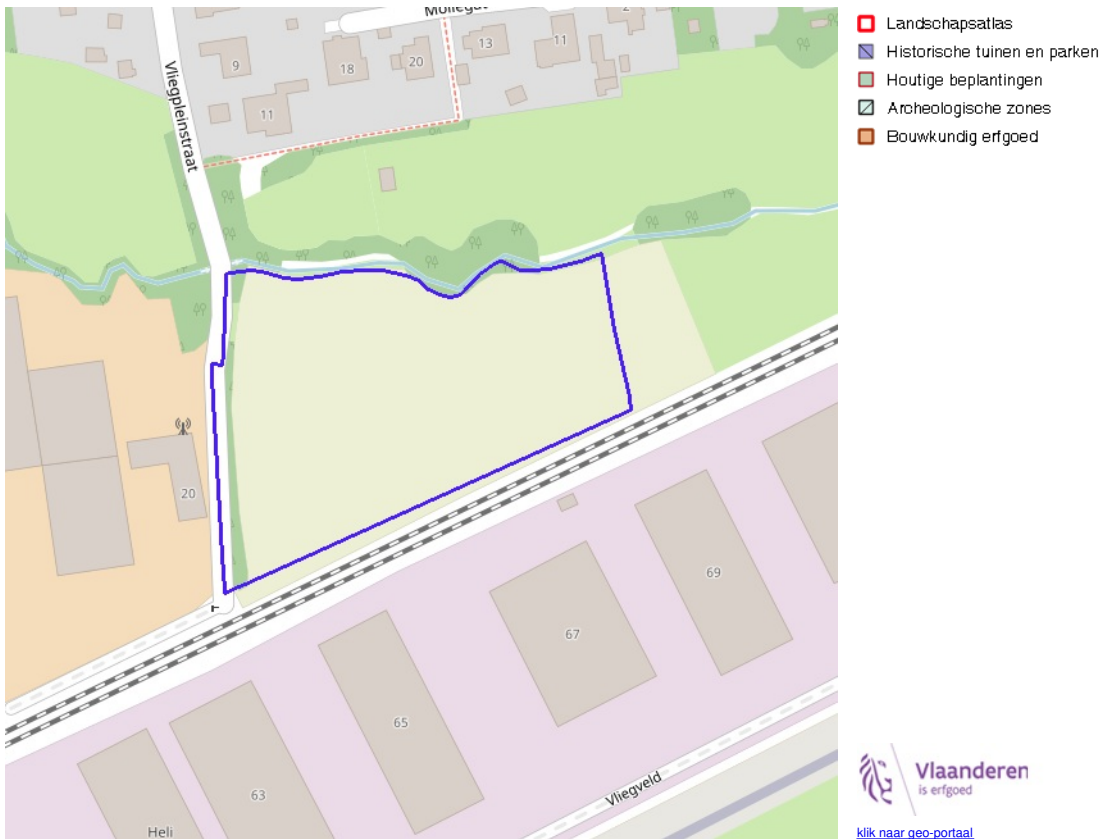 Mollegat
Vliegpleinstraat
9
18
20
13
11
2
11
20
63
65
67
69
Heli
Vliegveld
Landschapsatlas
Historische tuinen en parken
Houtige beplantingen
Archeologische zones
Bouwkundig erfgoed
Vlaanderen
is erfgoed
klik naar geo-portaal